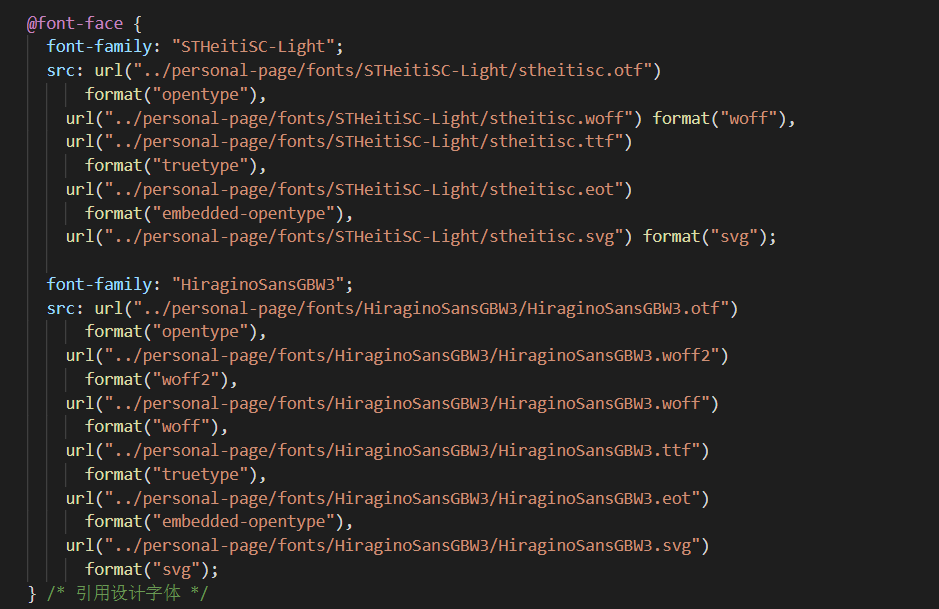 @font-face {
  font-family: "STHeitiSC-Light";
  src: url("../personal-page/fonts/STHeitiSC-Light/stheitisc.otf")
      format("opentype"),
    url("../personal-page/fonts/STHeitiSC-Light/stheitisc.woff") format("woff"),
    url("../personal-page/fonts/STHeitiSC-Light/stheitisc.ttf")
      format("truetype"),
    url("../personal-page/fonts/STHeitiSC-Light/stheitisc.eot")
      format("embedded-opentype"),
    url("../personal-page/fonts/STHeitiSC-Light/stheitisc.svg") format("svg");

  font-family: "HiraginoSansGBW3";
  src: url("../personal-page/fonts/HiraginoSansGBW3/HiraginoSansGBW3.otf")
      format("opentype"),
    url("../personal-page/fonts/HiraginoSansGBW3/HiraginoSansGBW3.woff2")
      format("woff2"),
    url("../personal-page/fonts/HiraginoSansGBW3/HiraginoSansGBW3.woff")
      format("woff"),
    url("../personal-page/fonts/HiraginoSansGBW3/HiraginoSansGBW3.ttf")
      format("truetype"),
    url("../personal-page/fonts/HiraginoSansGBW3/HiraginoSansGBW3.eot")
      format("embedded-opentype"),
    url("../personal-page/fonts/HiraginoSansGBW3/HiraginoSansGBW3.svg")
      format("svg");
} /* 引用设计字体 */